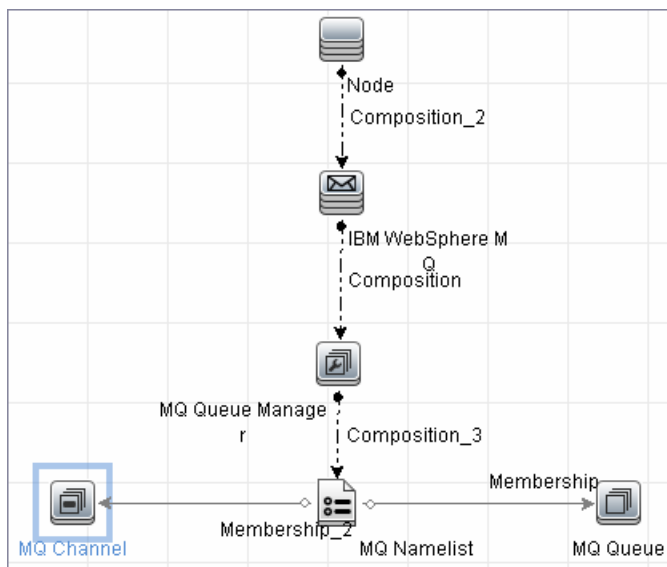 Node
Composition_2
IBM WebSphere M
Q
Composition
MQ Queue Manage
r
Composition_3
Membership
Membership_2
MQ Channel
MQ Namelist
MQ Queue